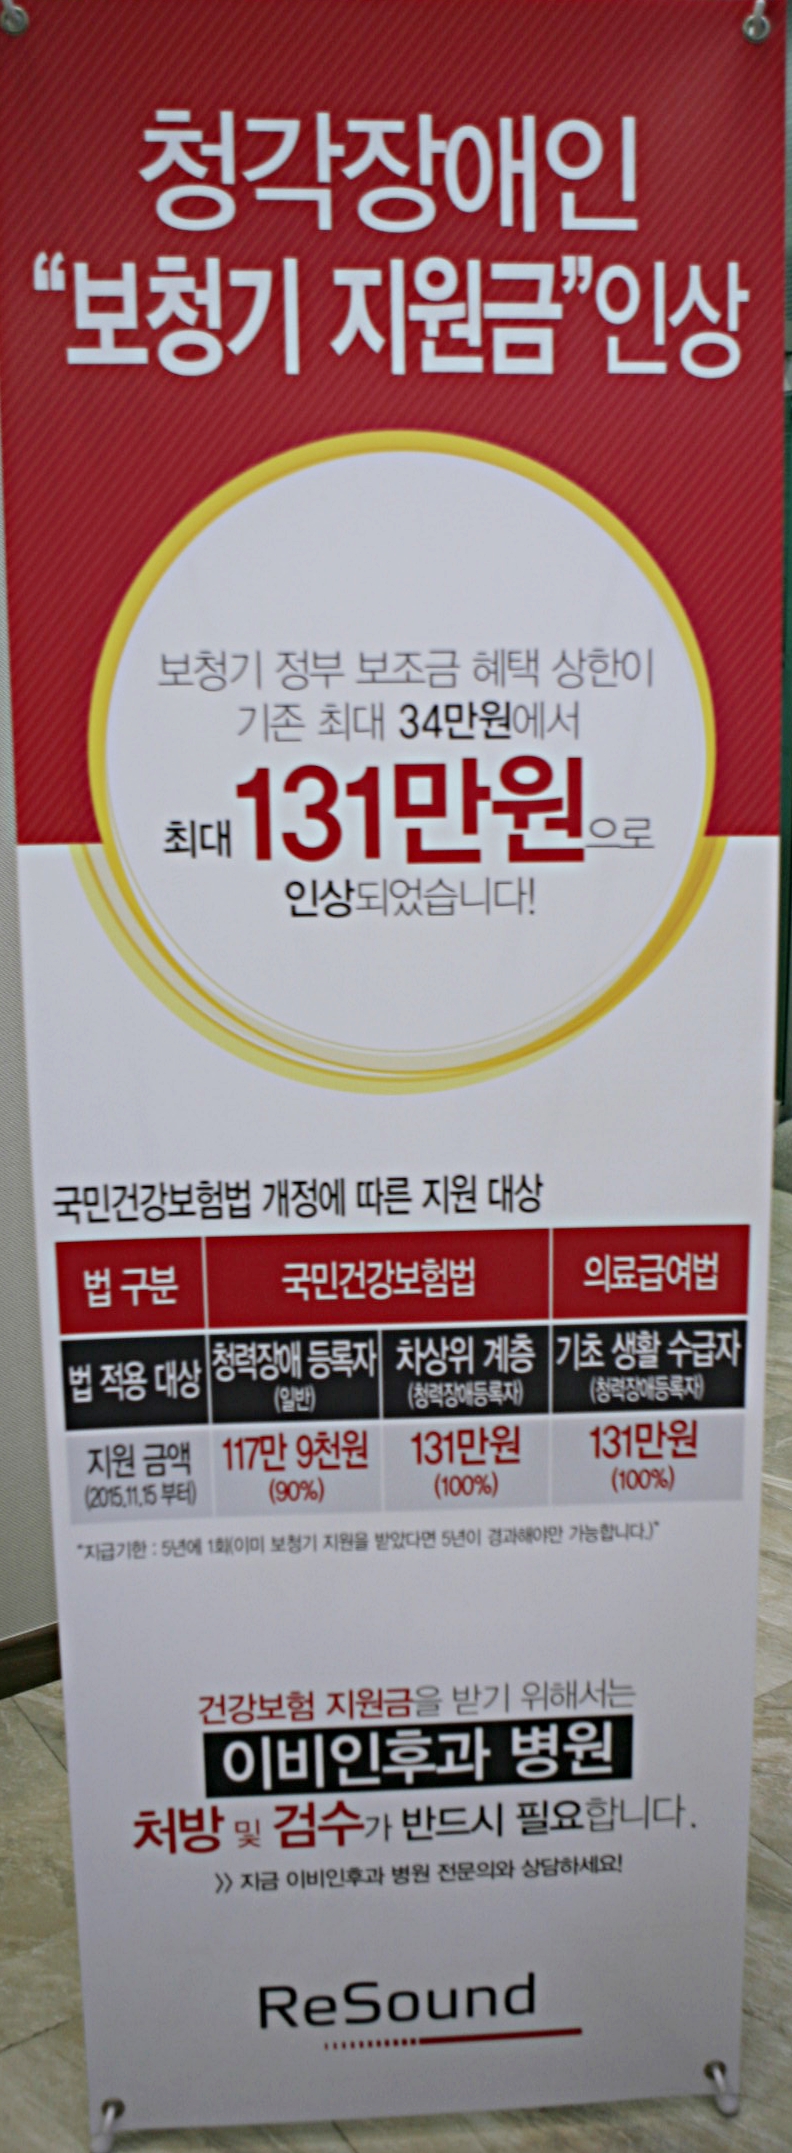 청각장애인
“보청기 지원금”인상
보청기 정부 보조금 혜택 상한이
기존 최대 34만원에서
최대 131만원으로
인상되었습니다!
국민건강보험법 개정에 따른 지원 대상
법 구분 국민건강보험법 의료급여법
법 적용 대상 청력장애 등록자 (일반) 차상위 계층 (청력장애등록자) 기초 생활 수급자 (청력장애등록자)
지원 금액 (2015.11.15 부터) 117만 9천원 (90%) 131만원 (100%) 131만원 (100%)
"지급기한 : 5년에 1회(이미 보청기 지원을 받았다면 5년이 경과해야만 가능합니다.)"
건강보험 지원금을 받기 위해서는
이비인후과 병원
처방 및 검수가 반드시 필요합니다.
》 지금 이비인후과 병원 전문의와 상담하세요!
ReSound